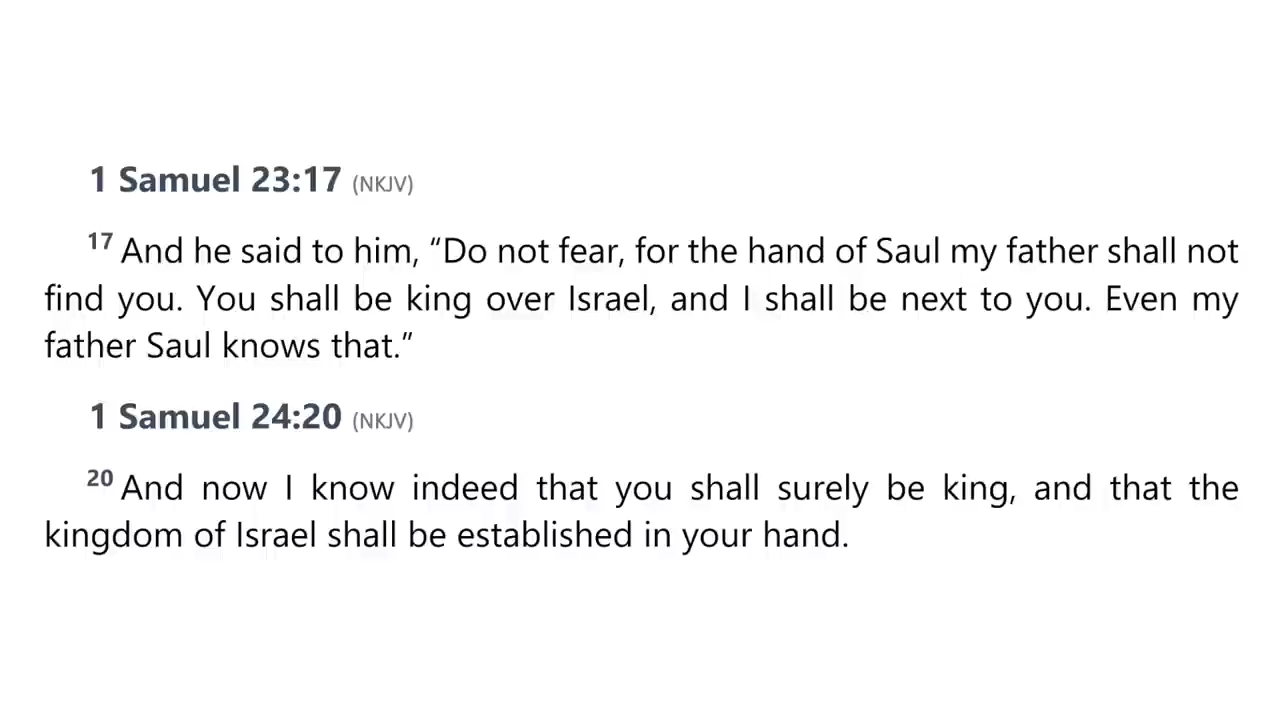 1 Samuel 23:17 (NKJV)
17 And he said to him, “Do not fear, for the hand of Saul my father shall not
find you. You shall be king over Israel, and I shall be next to you. Even my
father Saul knows that.”
1 Samuel 24:20 (NKJV)
20 And now I know indeed that you shall surely be king, and that the
kingdom of Israel shall be established in your hand.